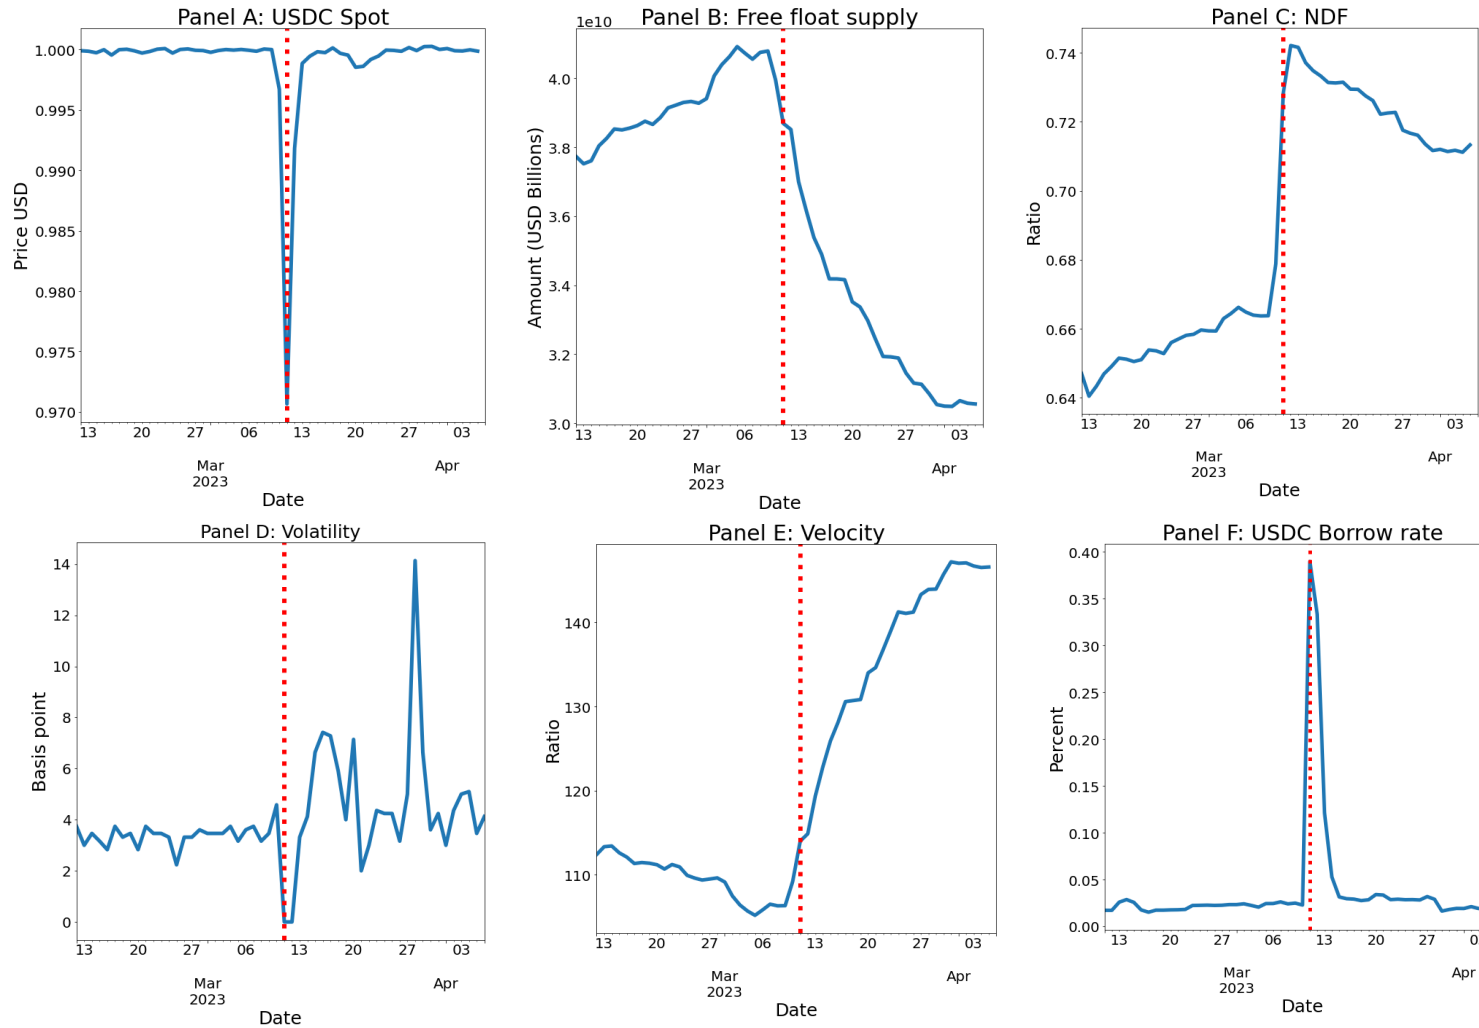 Panel A: USDC Spot
Price USD
1.000
0.995
0.990
0.985
0.980
0.975
0.970
13 20 27 06 13 20 27 03
Mar Apr
2023
Date
Panel B: Free float supply
1e10
Amount (USD Billions)
4.0
3.8
3.6
3.4
3.2
3.0
13 20 27 06 13 20 27 03
Mar Apr
2023
Date
Panel C: NDF
Ratio
0.74
0.72
0.70
0.68
0.66
0.64
13 20 27 06 13 20 27 03
Mar Apr
2023
Date
Panel D: Volatility
Basis point
14
12
10
8
6
4
2
0
13 20 27 06 13 20 27 03
Mar Apr
2023
Date
Panel E: Velocity
Ratio
140
130
120
110
13 20 27 06 13 20 27 03
Mar Apr
2023
Date
Panel F: USDC Borrow rate
Percent
0.40
0.35
0.30
0.25
0.20
0.15
0.10
0.05
0.00
13 20 27 06 13 20 27
Mar Apr
2023
Date